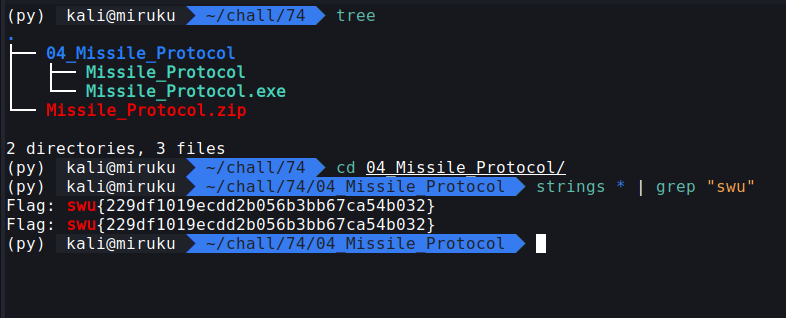 (py) kali@miruku ~/chall/74 tree
.
├── 04_Missile_Protocol
│   ├── Missile_Protocol
│   └── Missile_Protocol.exe
└── Missile_Protocol.zip
2 directories, 3 files
(py) kali@miruku ~/chall/74 cd 04_Missile_Protocol/
(py) kali@miruku ~/chall/74/04_Missile_Protocol strings * | grep "swu"
Flag: swu{229df1019ecdd2b056b3bb67ca54b032}
Flag: swu{229df1019ecdd2b056b3bb67ca54b032}
(py) kali@miruku ~/chall/74/04_Missile_Protocol